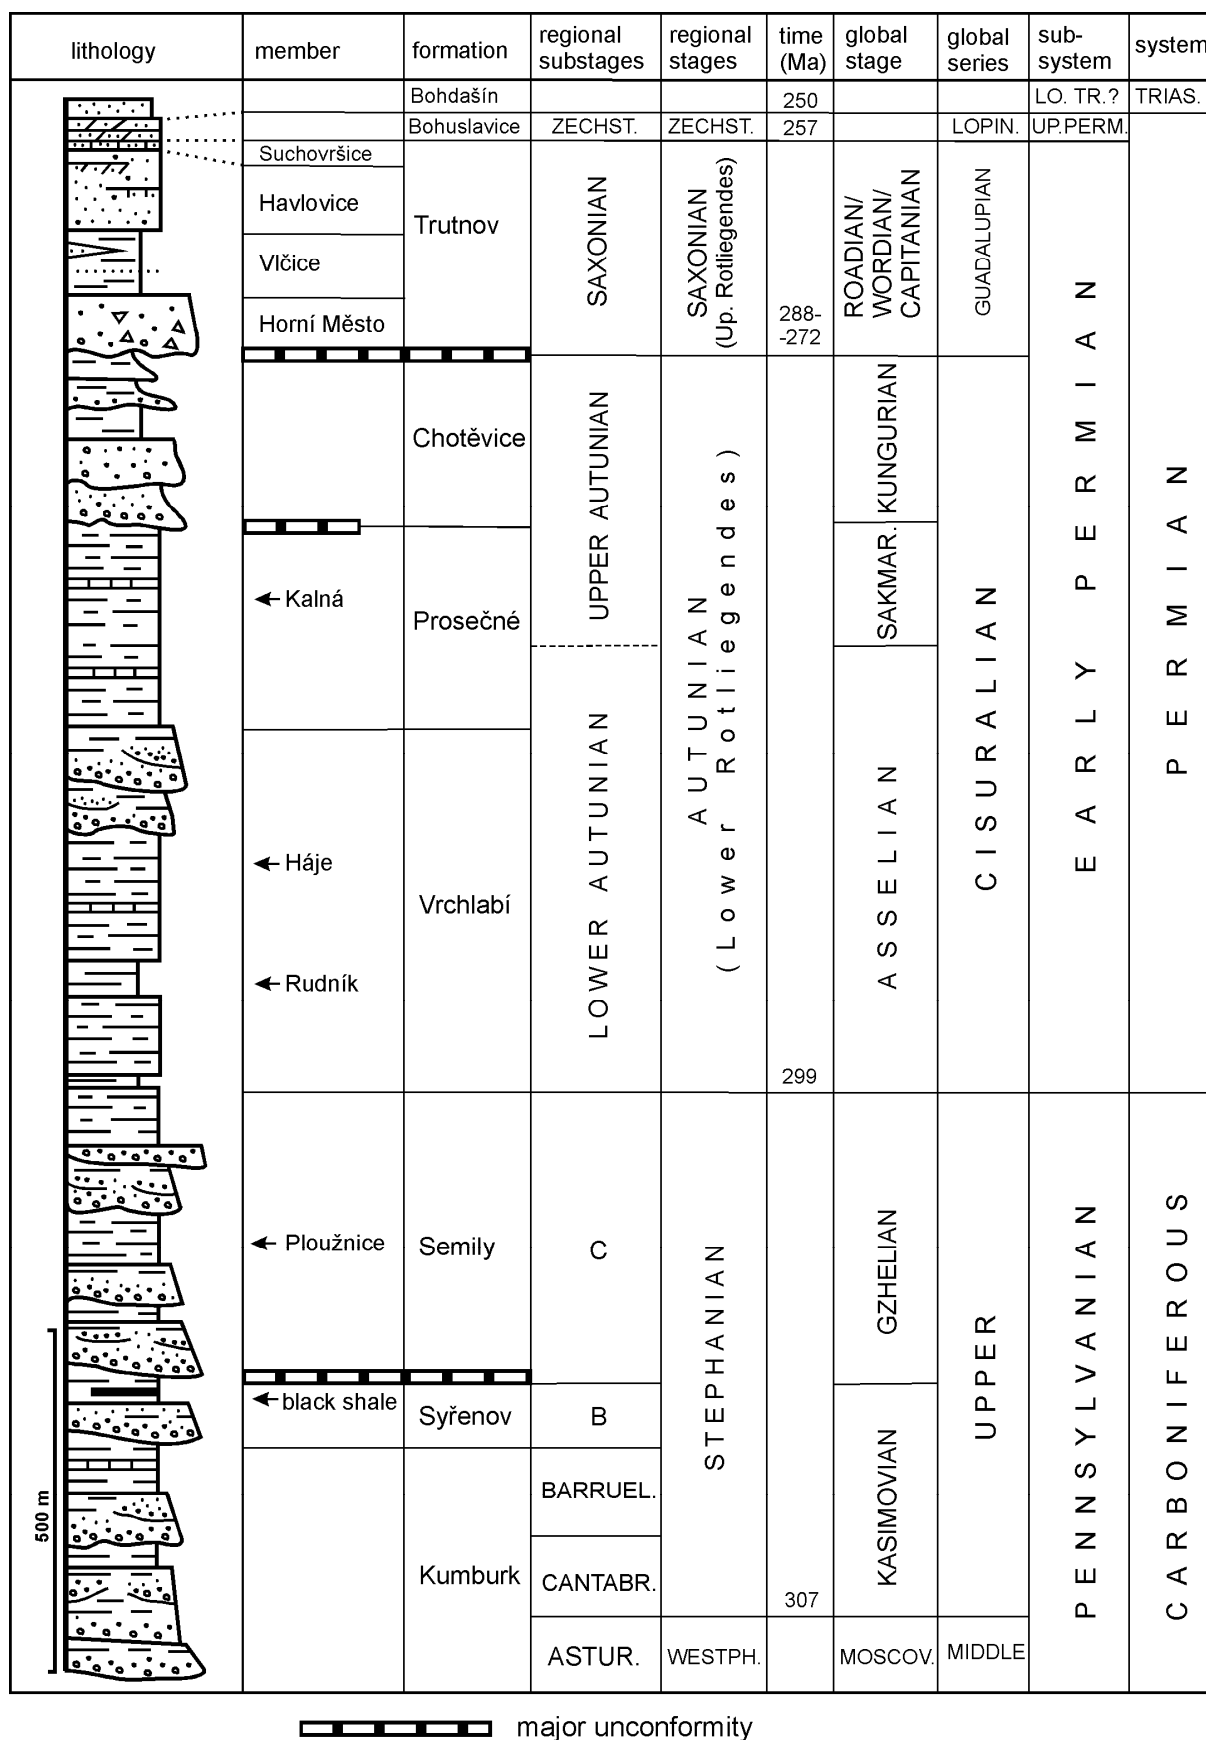 lithology
member
formation
regional
substages
regional
stages
time
(Ma)
global
stage
global
series
sub-
system
system
Bohdašín
250
LO. TR.?
TRIAS.
Bohuslavice
ZECHST.
ZECHST.
257
LOPIN.
UP.PERM.
Suchovršice
Havlovice
Vlčice
Horní Město
Trutnov
SAXONIAN
SAXONIAN
(Up. Rotliegendes)
288-
-272
ROADIAN/
WORDIAN/
CAPITANIAN
GUADALUPIAN
Chotěvice
UPPER AUTUNIAN
KUNGURIAN
Kalná
Prosečné
SAKMAR.
AUTUNIAN
(Lower Rotliegendes)
CISURALIAN
EARLY PERMIAN
PERMIAN
Háje
Rudník
Vrchlabí
LOWER AUTUNIAN
299
ASSELIAN
Ploužnice
Semily
C
STEPHANIAN
GZHELIAN
UPPER
PENNSYLVANIAN
CARBONIFEROUS
black shale
Syřenov
B
500 m
Kumburk
BARRUEL.
CANTABR.
307
KASIMOVIAN
ASTUR.
WESTPH.
MOSCOV.
MIDDLE
major unconformity